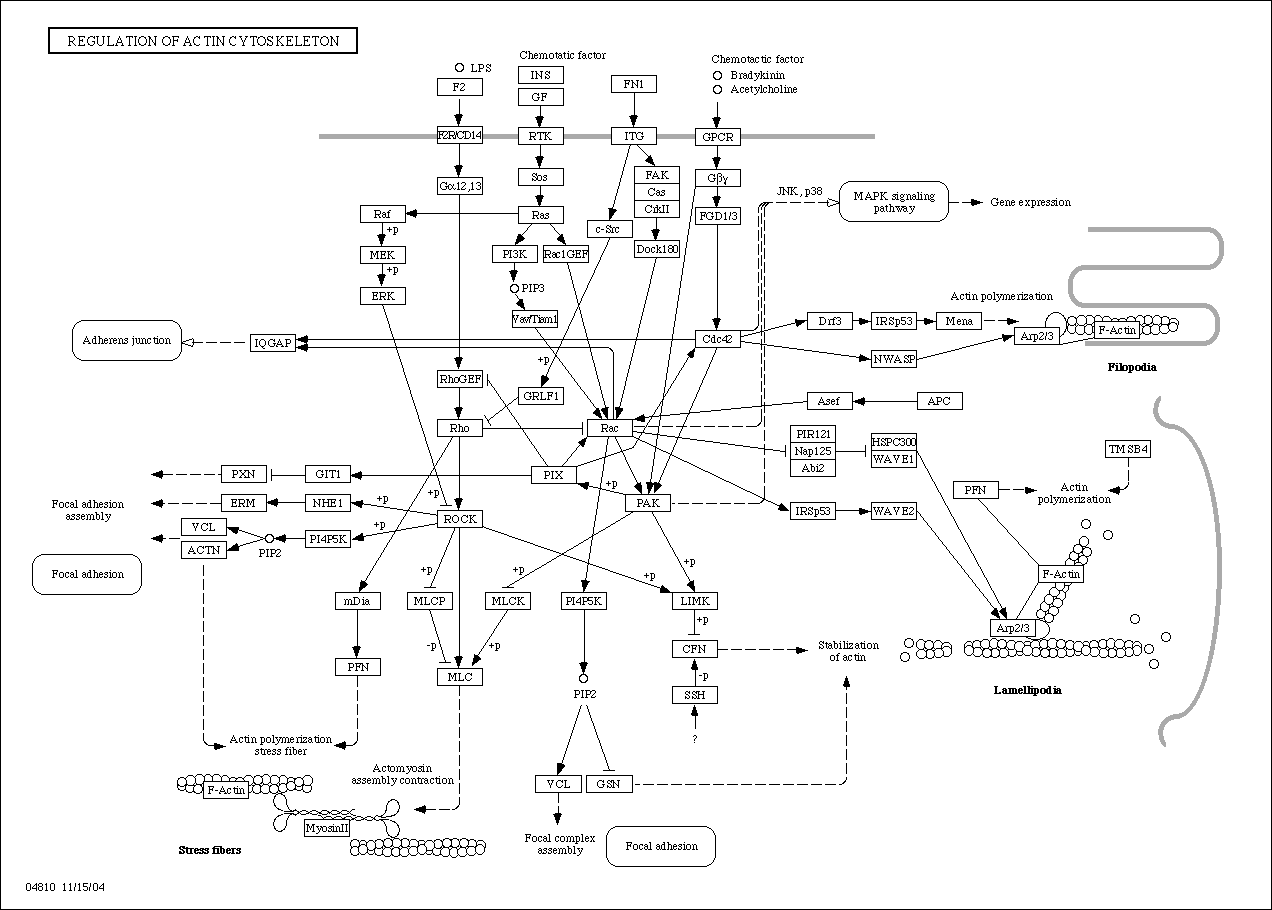 REGULATION OF ACTIN CYTOSKELETON
Chemotatic factor
Chemotactic factor
LPS
INS
FN1
Bradykinin
F2
GF
Acetylcholine
F2R/CD14
RTK
ITG
GPCR
Gα12,13
Sos
FAK
Gβγ
Cas
CrkII
JNK, p38
MAPK signaling
pathway
Gene expression
Raf
Ras
c-Src
FGD1/3
+p
MEK
PI3K
Rac1GEF
Dock180
+p
ERK
PIP3
Actin polymerization
Vav/Tiam1
Drf3
IRSp53
Mena
Arp2/3
F-Actin
Adherens junction
IQGAP
Cdc42
NWASP
+p
Filopodia
RhoGEF
GRLF1
Asef
APC
Rho
Rac
PIR121
Nap125
Abi2
HSPC300
WAVE1
TMSB4
PXN
GIT1
PIX
+p
PFN
Actin
polymerization
Focal adhesion
assembly
ERM
NHE1
+p
+p
PAK
IRSp53
WAVE2
ROCK
VCL
ACTN
PIP2
PI4P5K
+p
Focal adhesion
+p
+p
+p
+p
F-Actin
mDia
MLCP
MLCK
PI4P5K
LIMK
+p
Arp2/3
-p
+p
CFN
Stabilization
of actin
PFN
MLC
-p
SSH
PIP2
Lamellipodia
?
Actin polymerization
stress fiber
Actomyosin
assembly contraction
F-Actin
VCL
GSN
MyosinII
Focal complex
assembly
Focal adhesion
Stress fibers
04810 11/15/04